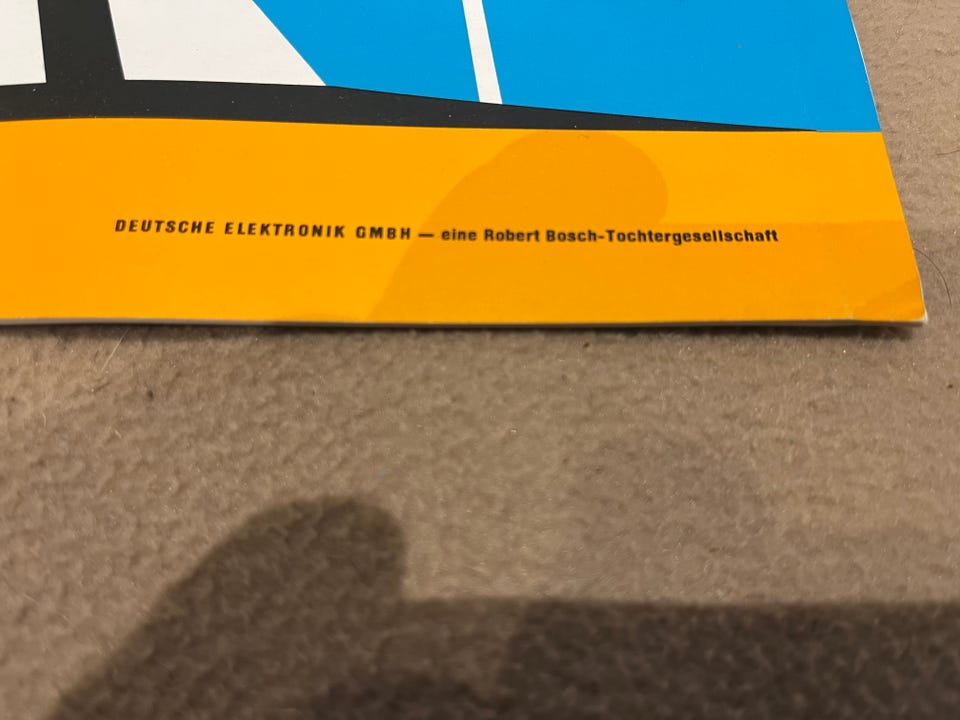 DEUTSCHE ELEKTRONIK GMBH — eine Robert Bosch-Tochtergesellschaft